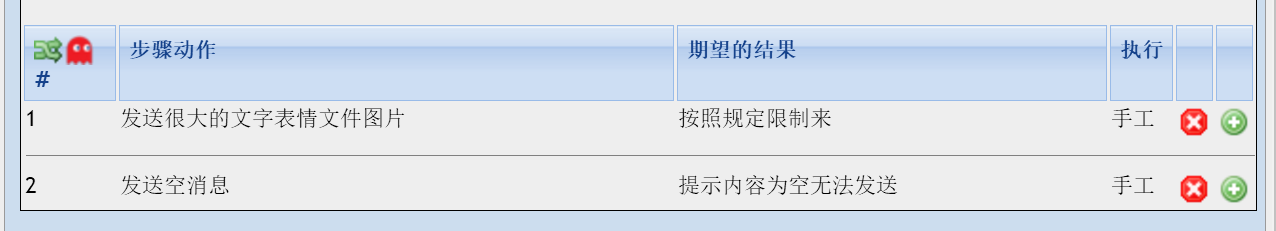 步骤动作 期望的结果 执行
#
1 发送很大的文字表情文件图片 按照规定限制来 手工
2 发送空消息 提示内容为空无法发送 手工